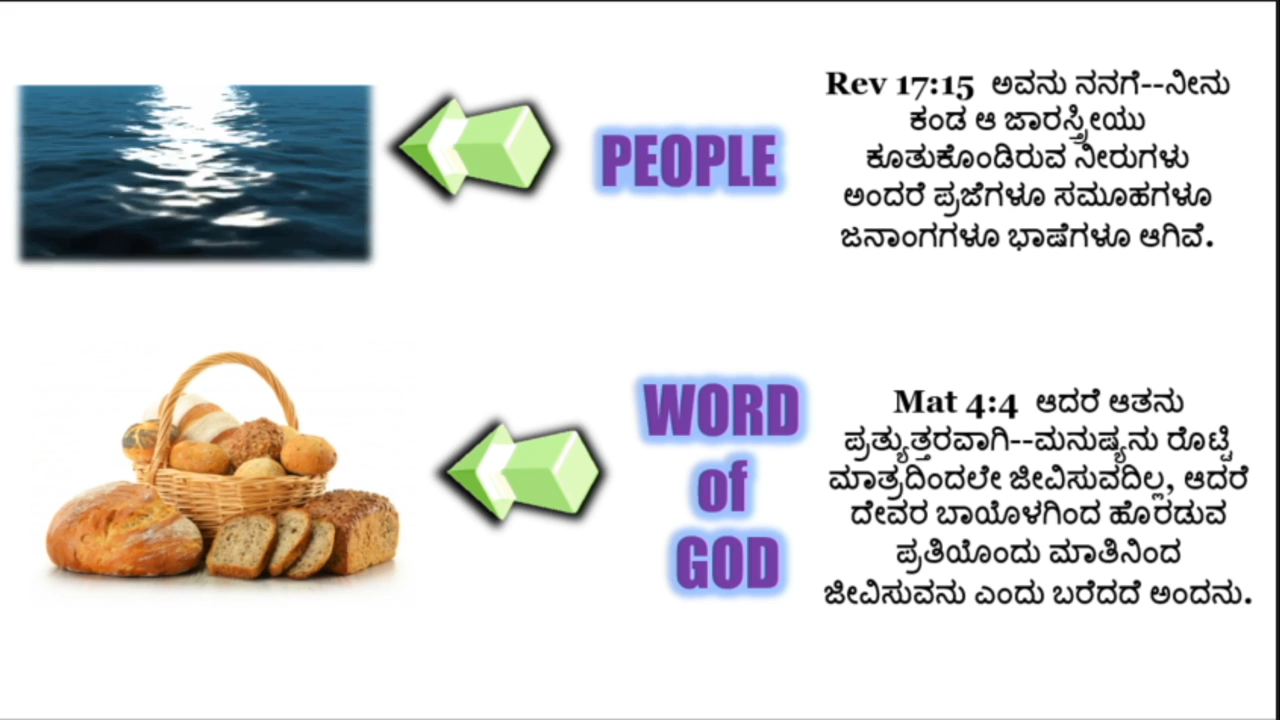 PEOPLE
Rev 17:15 ಅವನು ನನಗೆ--ನೀನು
ಕಂಡ ಆ ಜಾರಸ್ತ್ರೀಯು
ಕೂತುಕೊಂಡಿರುವ ನೀರುಗಳು
ಅಂದರೆ ಪ್ರಜೆಗಳೂ ಸಮೂಹಗಳೂ
ಜನಾಂಗಗಳೂ ಭಾಷೆಗಳೂ ಆಗಿವೆ.
WORD
of
GOD
Mat 4:4 ಆದರೆ ಆತನು
ಪ್ರತ್ಯುತ್ತರವಾಗಿ--ಮನುಷ್ಯನು ರೊಟ್ಟಿ
ಮಾತ್ರದಿಂದಲೇ ಜೀವಿಸುವದಿಲ್ಲ, ಆದರೆ
ದೇವರ ಬಾಯೊಳಗಿಂದ ಹೊರಡುವ
ಪ್ರತಿಯೊಂದು ಮಾತಿನಿಂದ
ಜೀವಿಸುವನು ಎಂದು ಬರೆದದೆ ಅಂದನು.